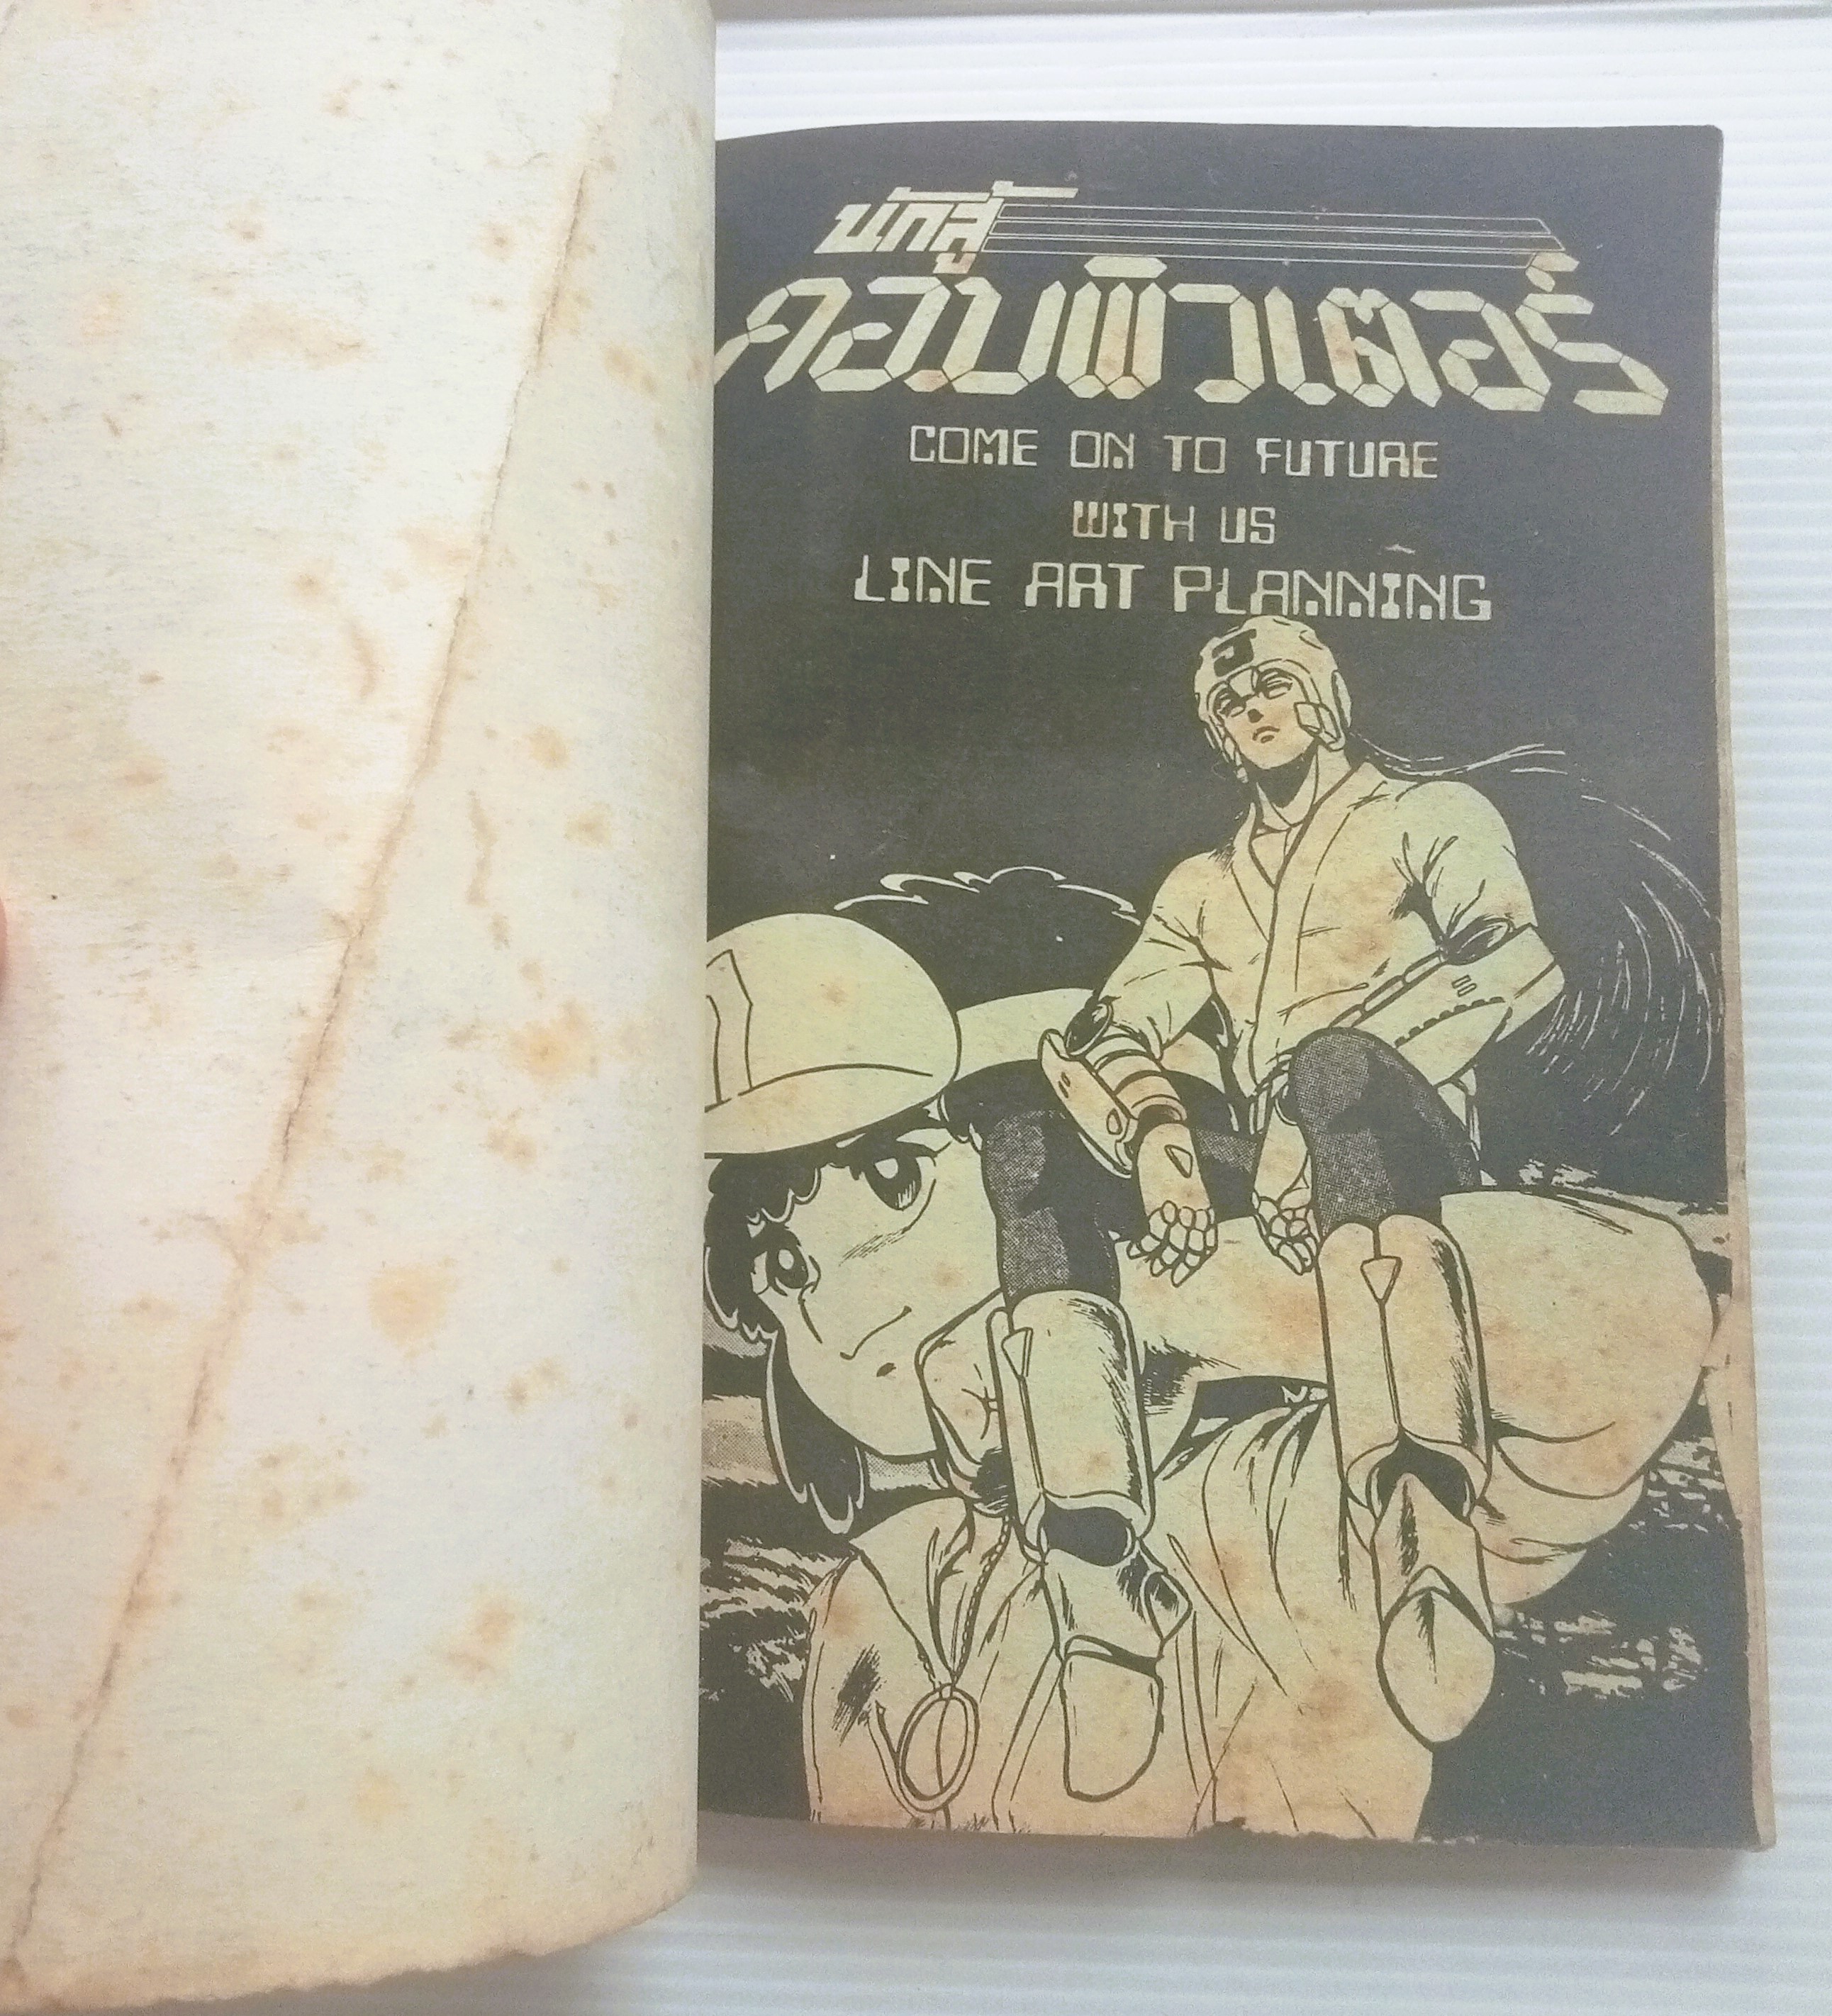 นักสู้
คอมพิวเตอร์
COME ON TO FUTURE
WITH US
LINE ART PLANNING
J